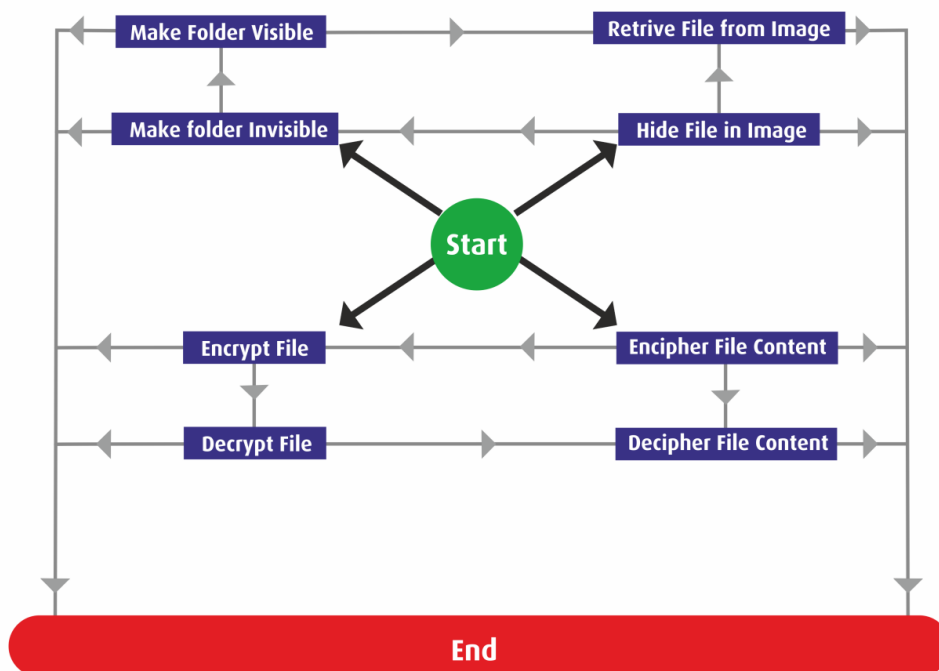 Make Folder Visible
Retrive File from Image
Make folder Invisible
Hide File in Image
Start
Encrypt File
Encipher File Content
Decrypt File
Decipher File Content
End